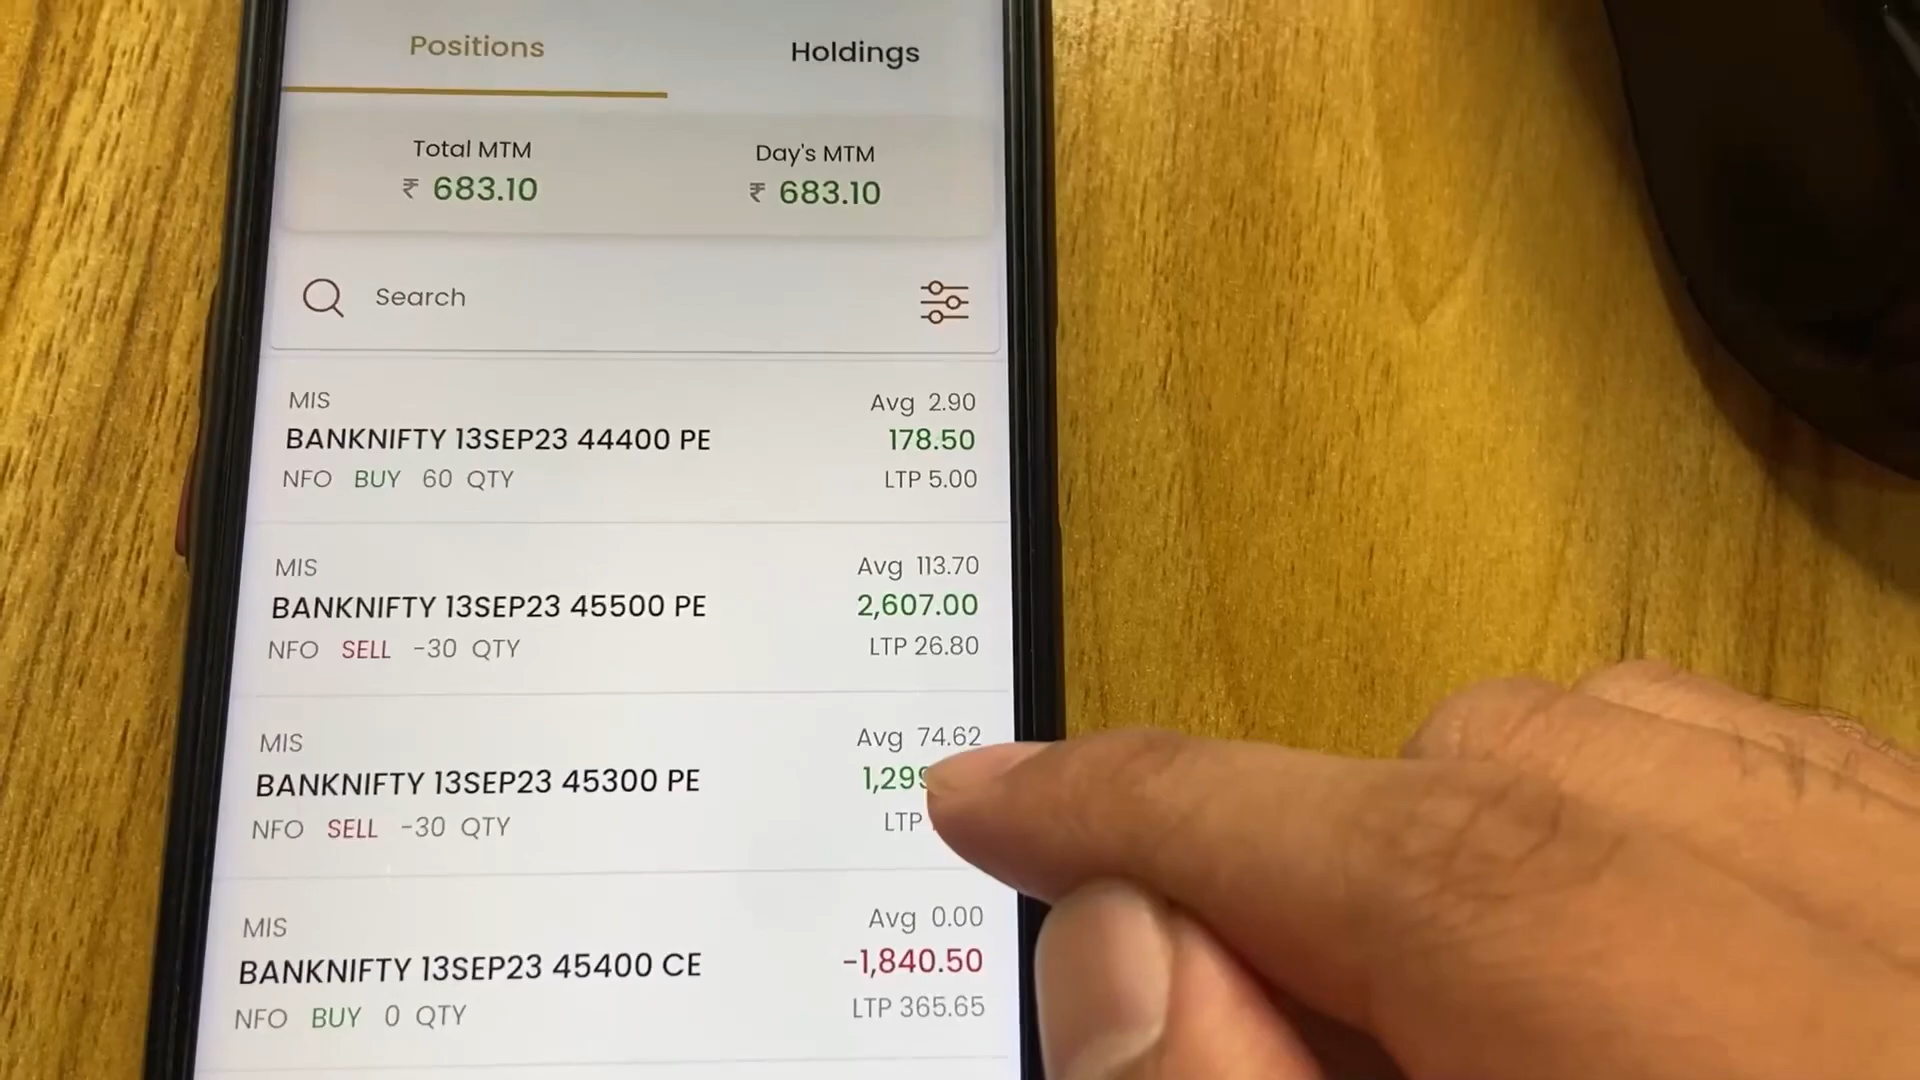 Positions Holdings
Total MTM Day's MTM
₹ 683.10 ₹ 683.10
Search
MIS Avg 2.90
BANKNIFTY 13SEP23 44400 PE 178.50
NFO BUY 60 QTY LTP 5.00
MIS Avg 113.70
BANKNIFTY 13SEP23 45500 PE 2,607.00
NFO SELL -30 QTY LTP 26.80
MIS Avg 74.62
BANKNIFTY 13SEP23 45300 PE
NFO SELL -30 QTY LTP
MIS Avg 0.00
BANKNIFTY 13SEP23 45400 CE -1,840.50
NFO BUY 0 QTY LTP 365.65